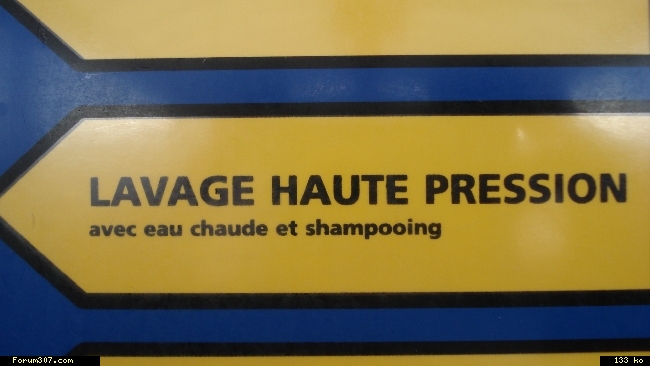 LAVAGE HAUTE PRESSION
avec eau chaude et shampooing
Forum307.com
133 ko